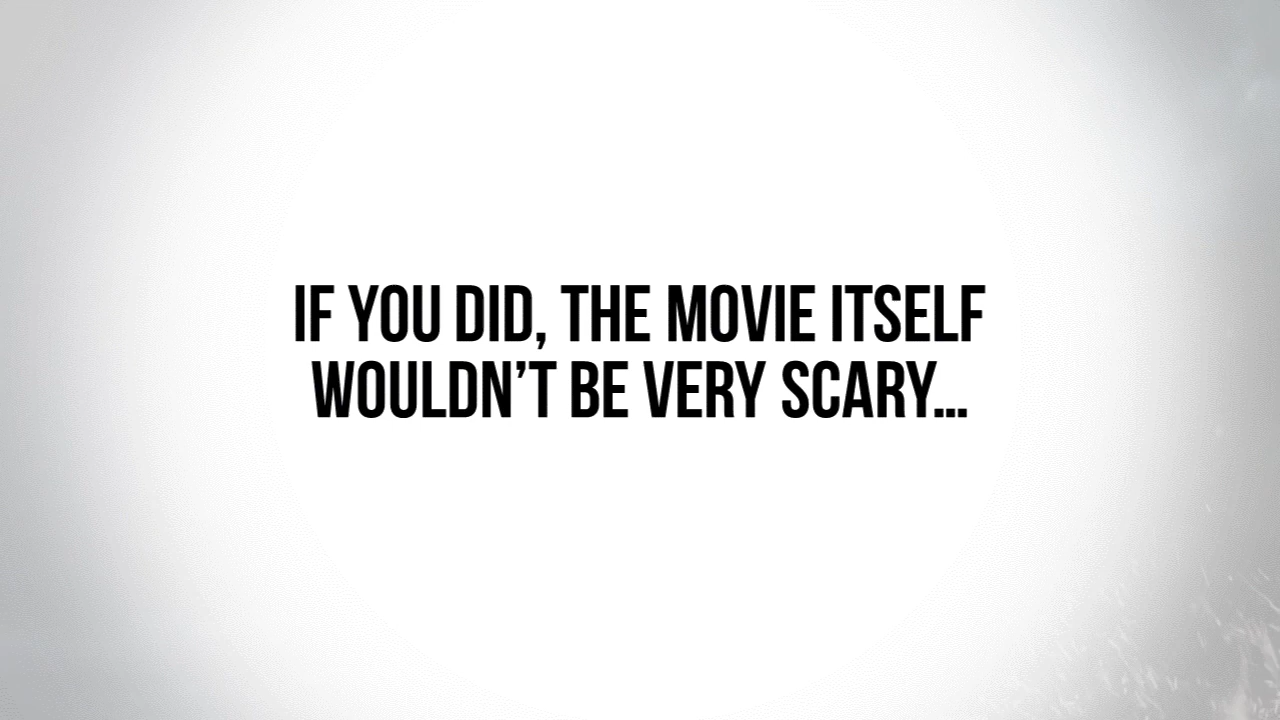 IF YOU DID, THE MOVIE ITSELF
WOULDN’T BE VERY SCARY...